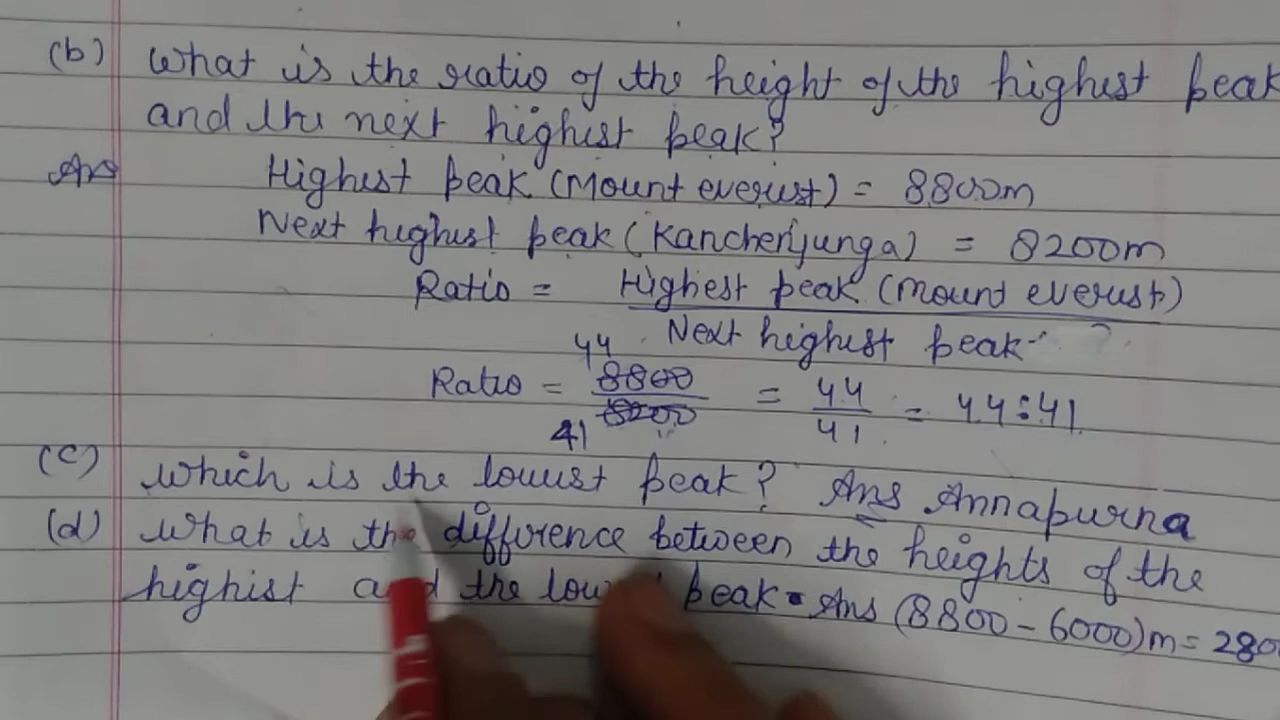 (b) What is the ratio of the height of the highest peak
and the next highest peak?
Ans Highest peak (Mount everest) = 8800m
Next highest peak (Kanchenjunga) = 8200m
Ratio = Highest peak (Mount everest)
Next highest peak
44
Ratio = 8800 = 44 = 44:41
8200 41
41
(c) which is the lowest peak? Ans Annapurna
(d) What is the difference between the heights of the
highist and the peak. Ans (8800 - 6000)m = 280